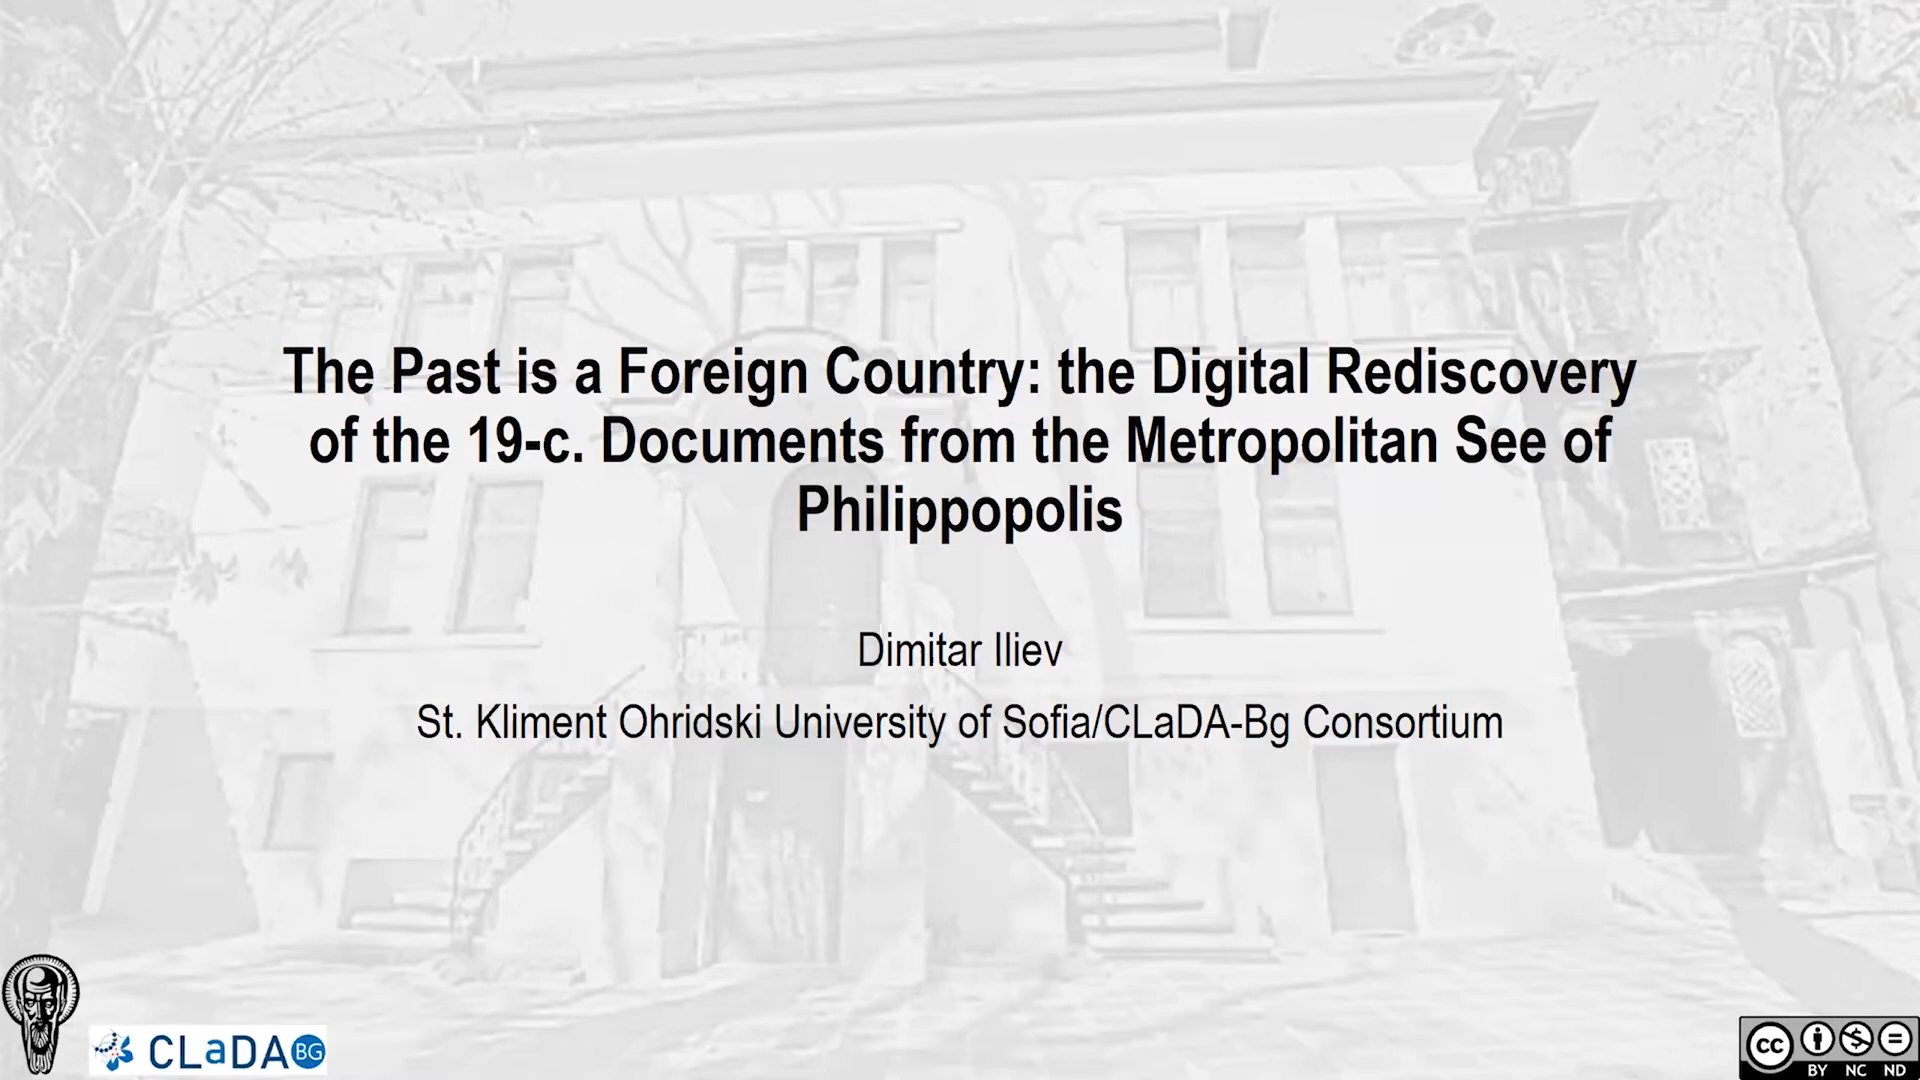 The Past is a Foreign Country: the Digital Rediscovery
of the 19-c. Documents from the Metropolitan See of
Philippopolis
Dimitar Iliev
St. Kliment Ohridski University of Sofia/CLaDA-Bg Consortium
CLaDA BG
cc
BY NC ND